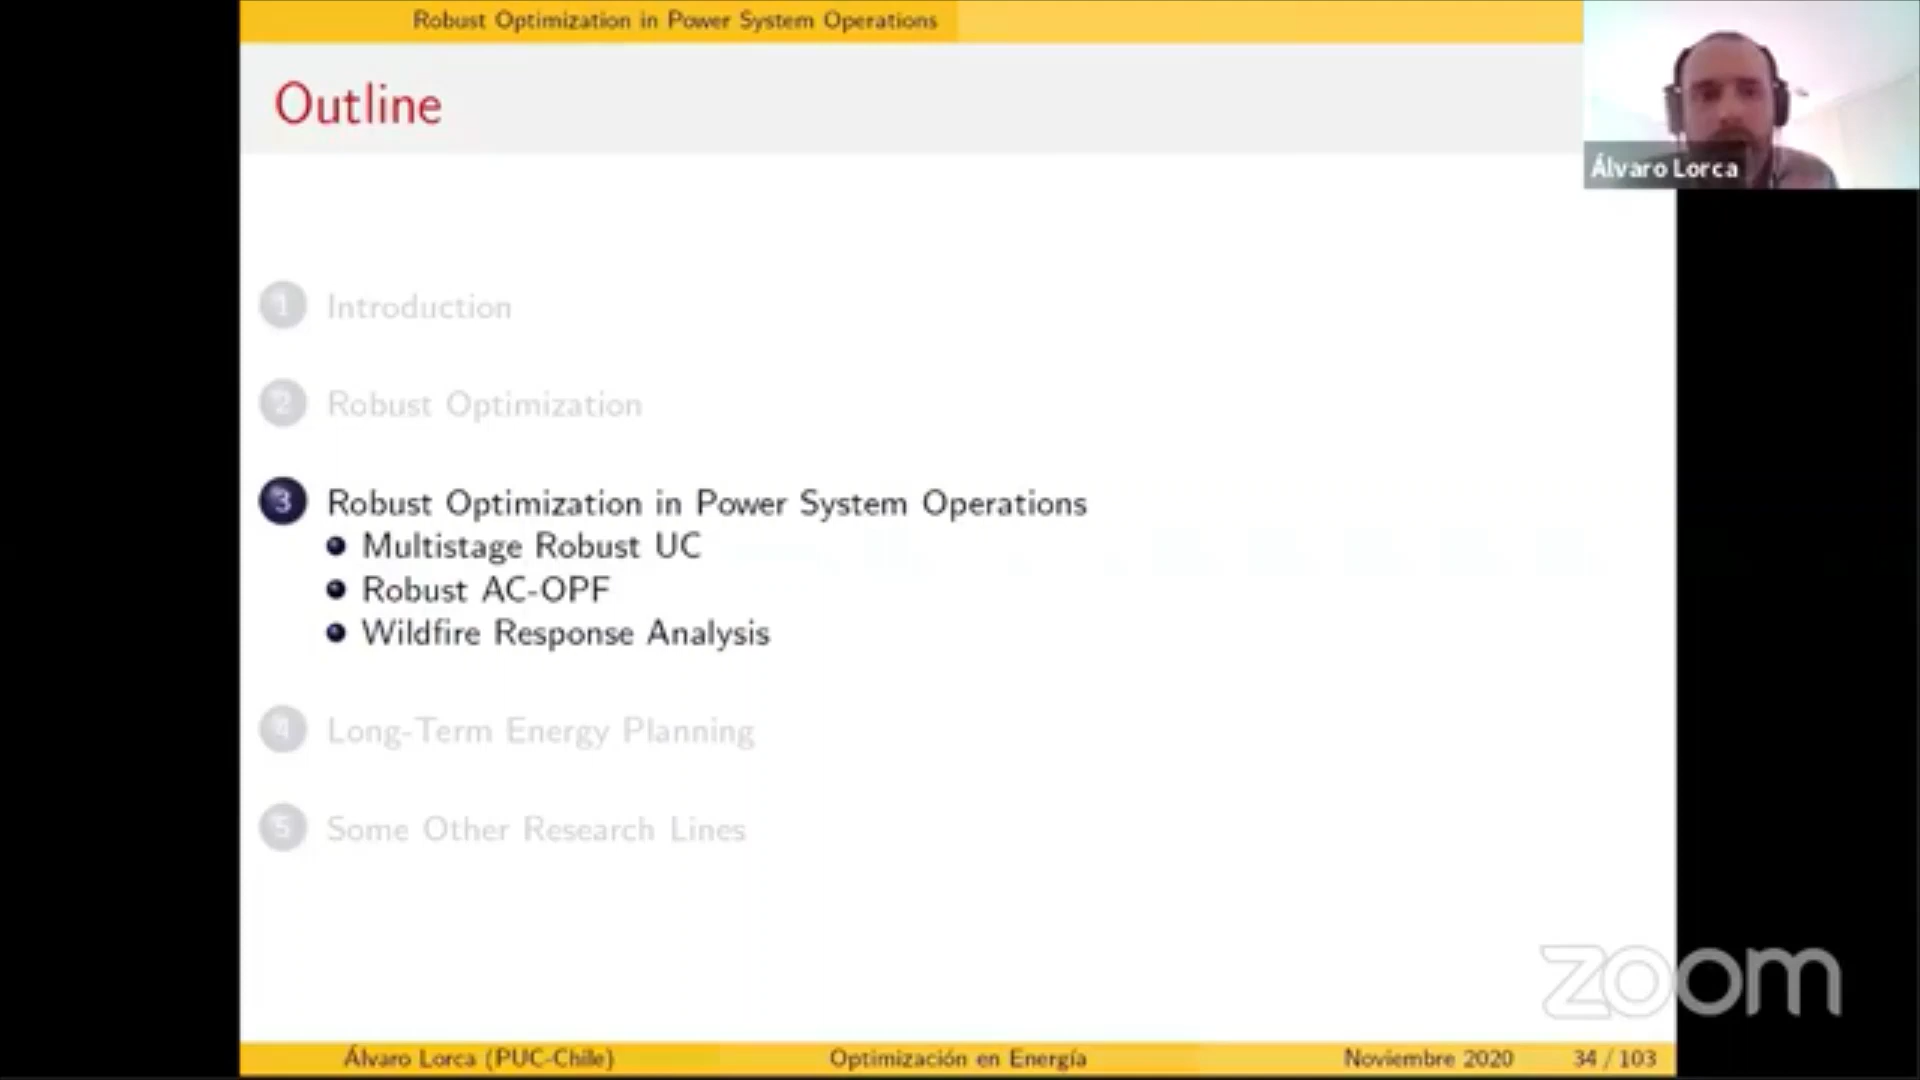 Robust Optimization in Power System Operations
Outline
Álvaro Lorca
1 Introduction
2 Robust Optimization
3 Robust Optimization in Power System Operations
Multistage Robust UC
Robust AC-OPF
Wildfire Response Analysis
4 Long-Term Energy Planning
5 Some Other Research Lines
zoom
Álvaro Lorca (PUC-Chile) Optimización en Energía Noviembre 2020 34 / 103